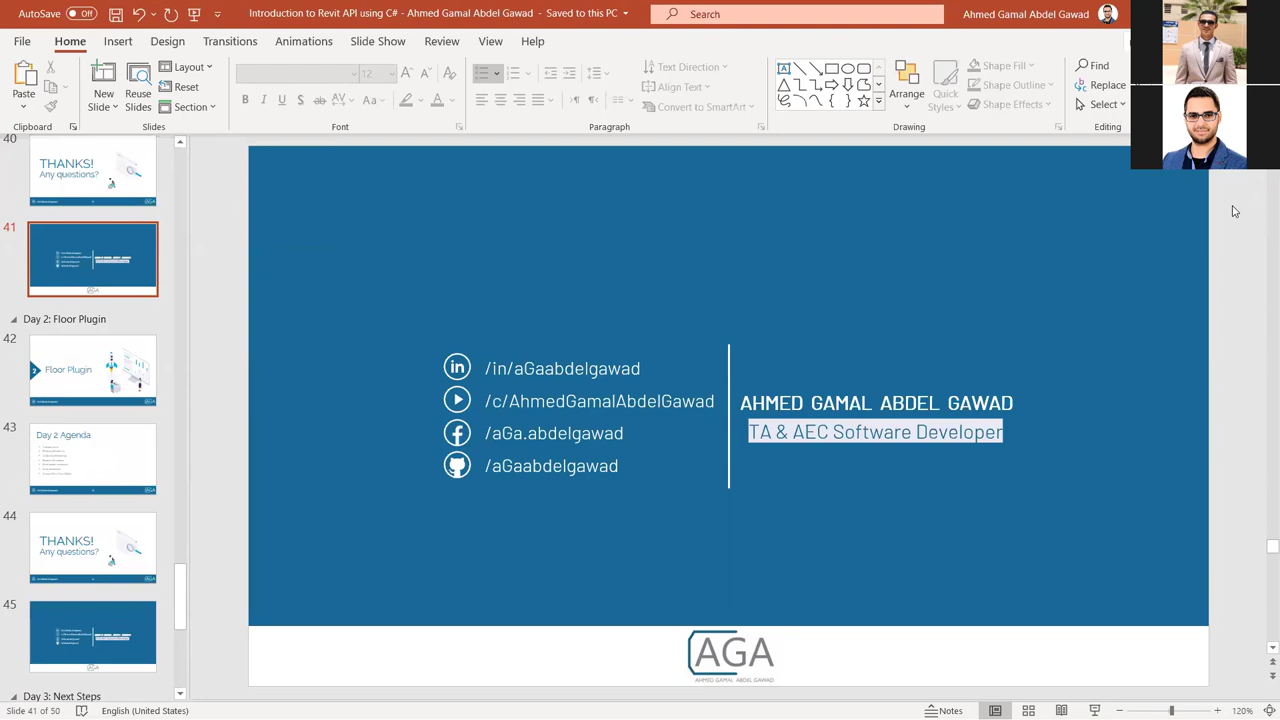 AutoSave Off
Introduction to Revit API using C# - Ahmed Abdel Gawad - Saved to this PC
Search
Ahmed Gamal Abdel Gawad
File Home Insert Design Transitions Animations Slide Show Review View Help
Paste
New
Slide
Reuse
Slides
Layout
Reset
Section
12
Aa
Text Direction
Align Text
Convert to SmartArt
Arrange
Quick
Styles
Shape Fill
Shape Outline
Shape Effects
Find
Replace
Select
Clipboard Slides Font Paragraph Drawing Editing
40
THANKS!
Any questions?
41
Day 2: Floor Plugin
42
2 Floor Plugin
43
Day 2 Agenda
44
THANKS!
Any questions?
45
Day 3: Next Steps
in /in/aGaabdelgawad
/c/AhmedGamalAbdelGawad
/aGa.abdelgawad
/aGaabdelgawad
AHMED GAMAL ABDEL GAWAD
TA & AEC Software Developer
AGA
AHMED GAMAL ABDEL GAWAD
Slide 41 of 50 English (United States) Notes 120%